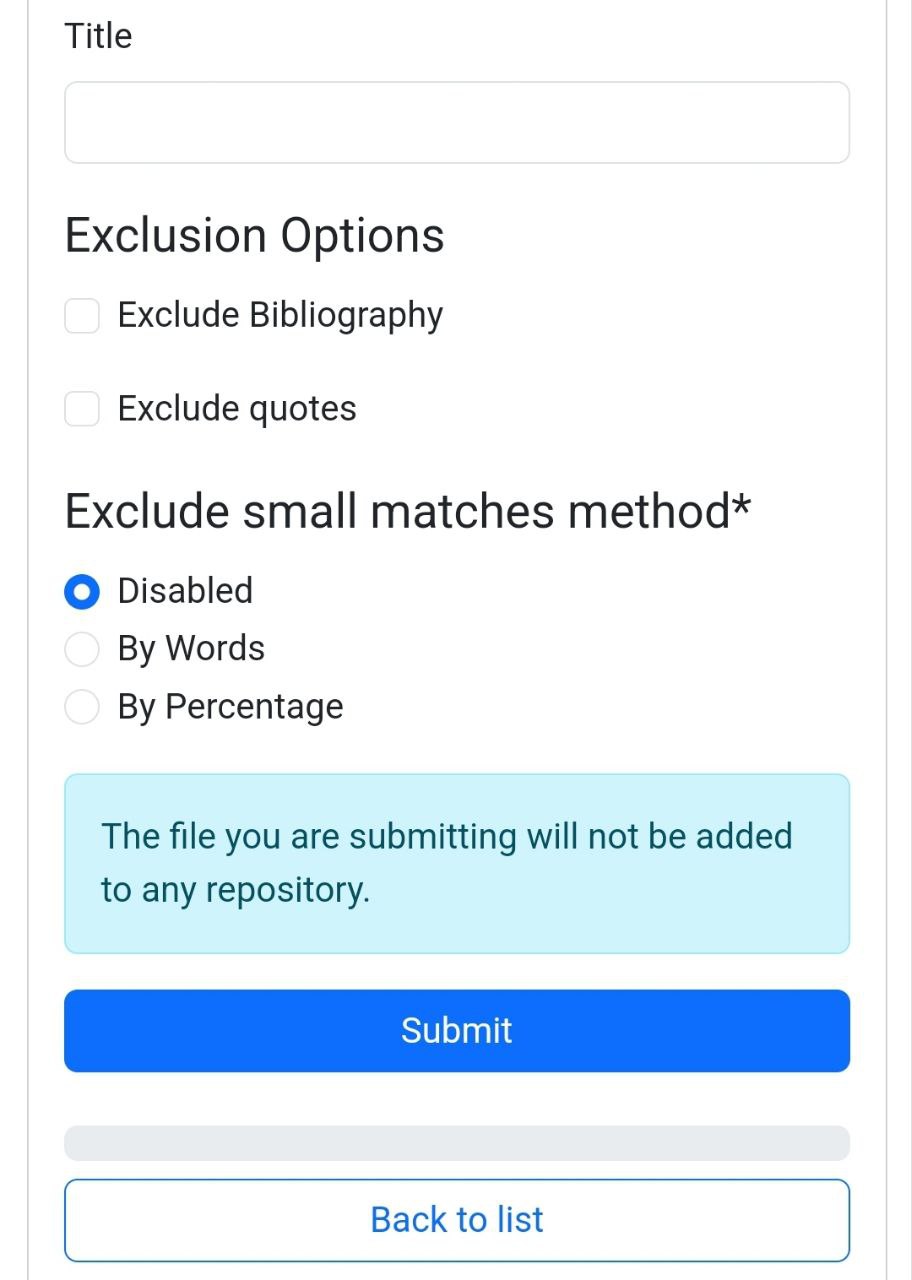 Title
Exclusion Options
Exclude Bibliography
Exclude quotes
Exclude small matches method*
Disabled
By Words
By Percentage
The file you are submitting will not be added
to any repository.
Submit
Back to list